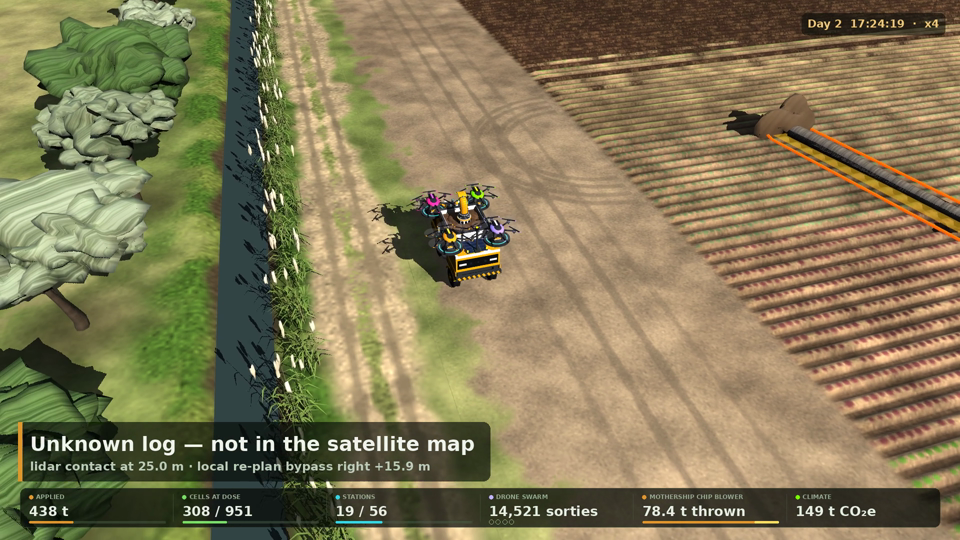 Day 2 17:24:19 · x4
Unknown log — not in the satellite map
lidar contact at 25.0 m · local re-plan bypass right +15.9 m
APPLIED
438 t
CELLS AT DOSE
308 / 951
STATIONS
19 / 56
DRONE SWARM
14,521 sorties
MOTHERSHIP CHIP BLOWER
78.4 t thrown
CLIMATE
149 t CO₂e